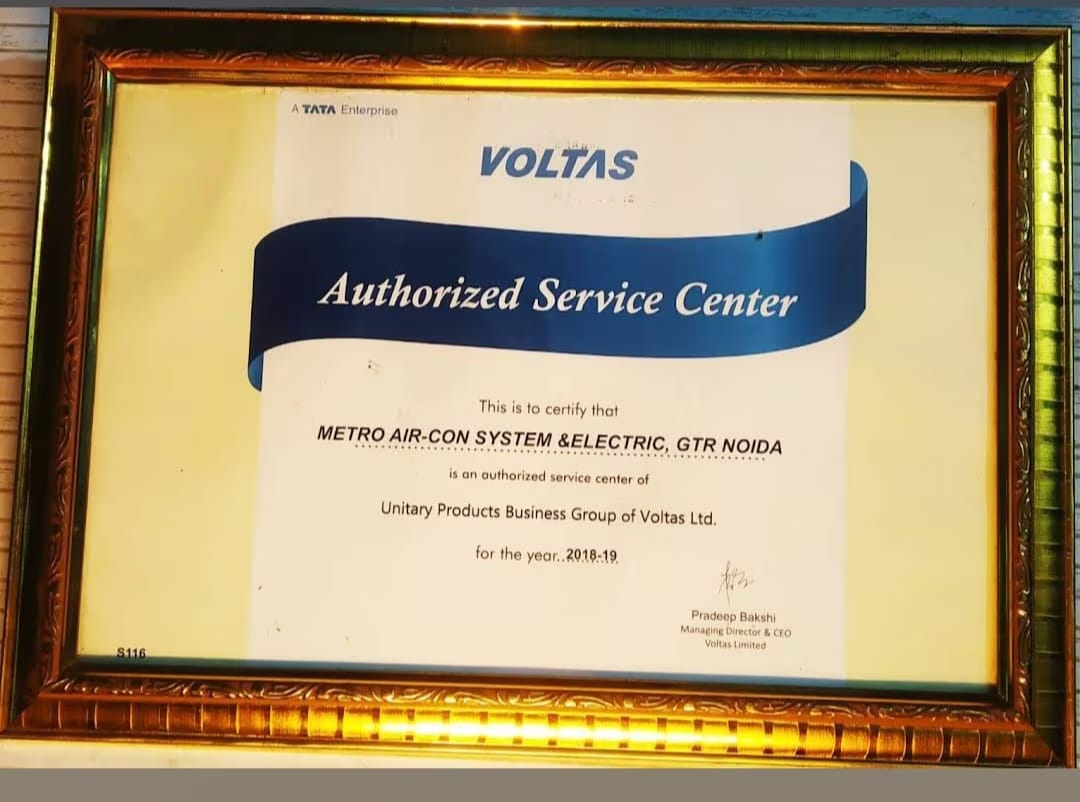 A TATA Enterprise
VOLTAS
Authorized Service Center
This is to certify that
METRO AIR-CON SYSTEM &ELECTRIC, GTR NOIDA
is an authorized service center of
Unitary Products Business Group of Voltas Ltd.
for the year..2018-19
Pradeep Bakshi
Managing Director & CEO
Voltas Limited
S116